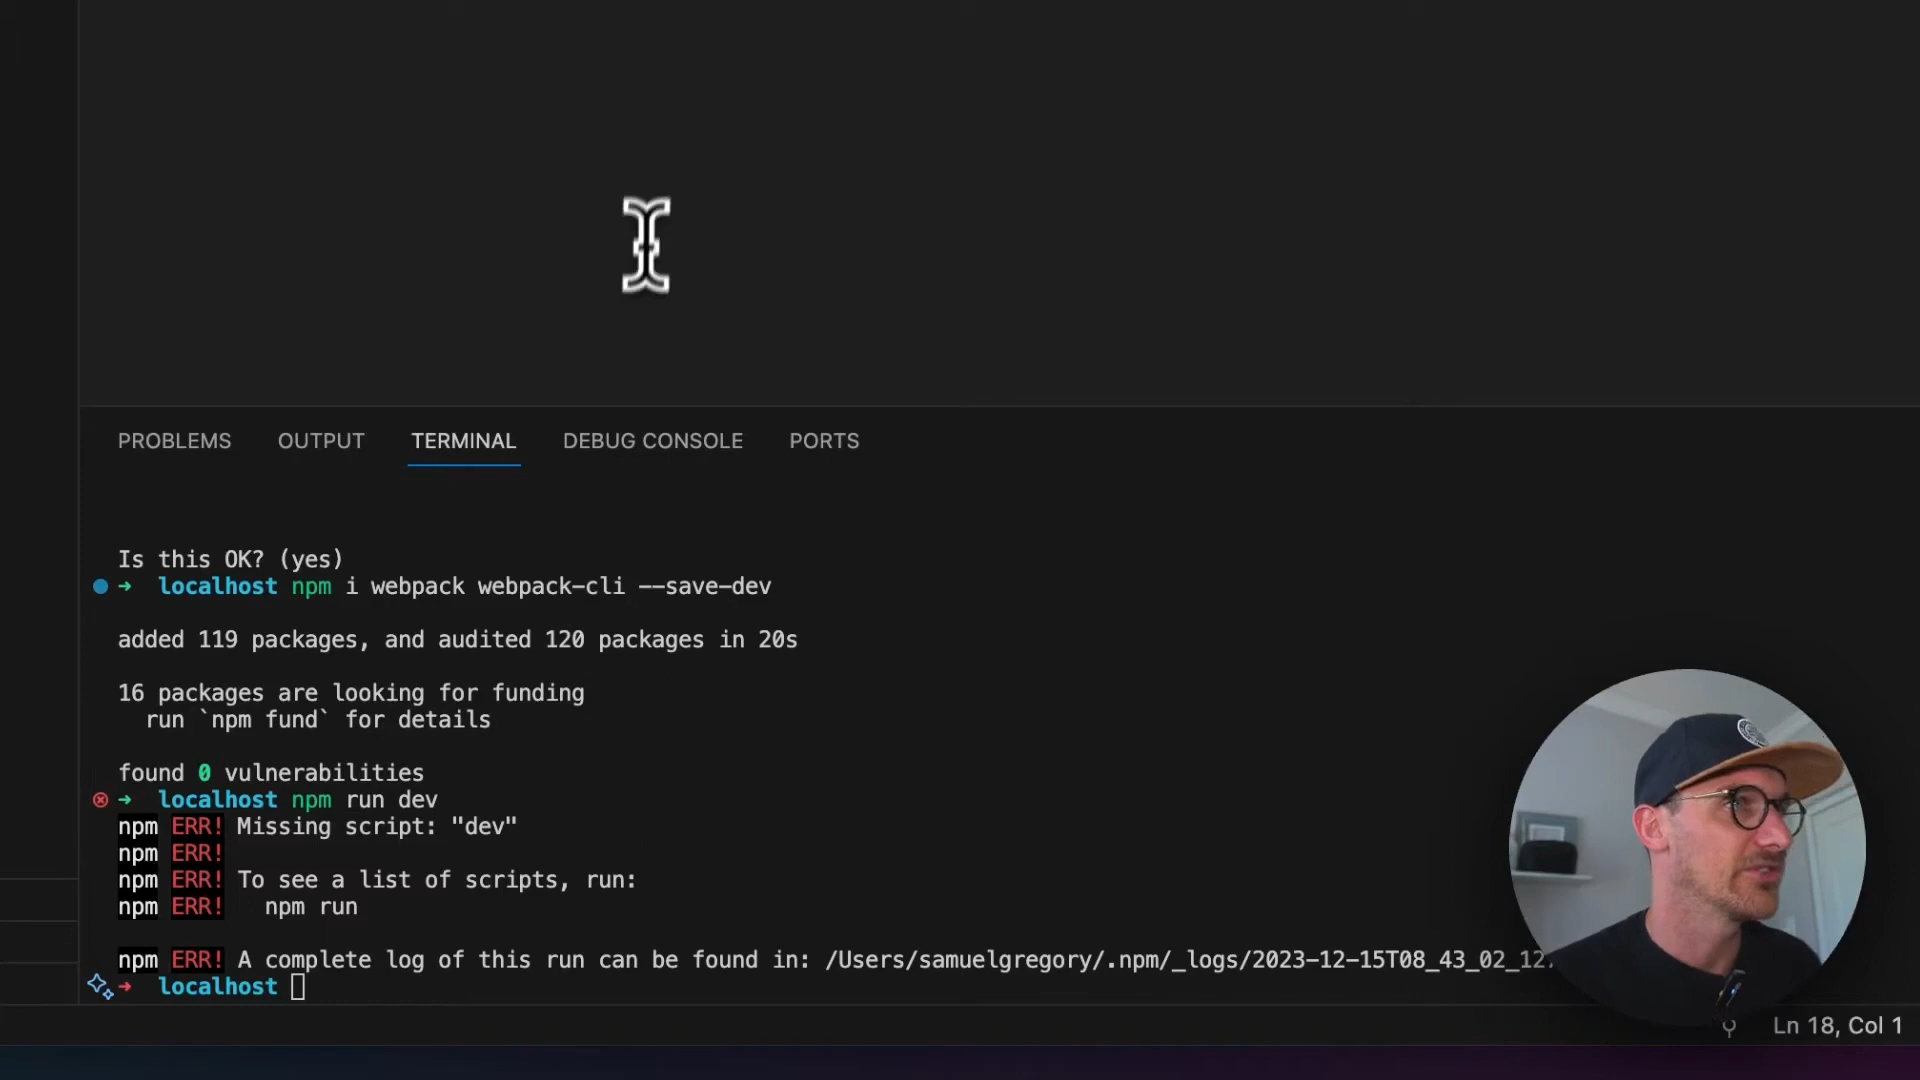 PROBLEMS OUTPUT TERMINAL DEBUG CONSOLE PORTS
Is this OK? (yes)
➜ localhost npm i webpack webpack-cli --save-dev
added 119 packages, and audited 120 packages in 20s
16 packages are looking for funding
run `npm fund` for details
found 0 vulnerabilities
➜ localhost npm run dev
npm ERR! Missing script: "dev"
npm ERR!
npm ERR! To see a list of scripts, run:
npm ERR! npm run
npm ERR! A complete log of this run can be found in: /Users/samuelgregory/.npm/_logs/2023-12-15T08_43_02_12
➜ localhost
Ln 18, Col 1